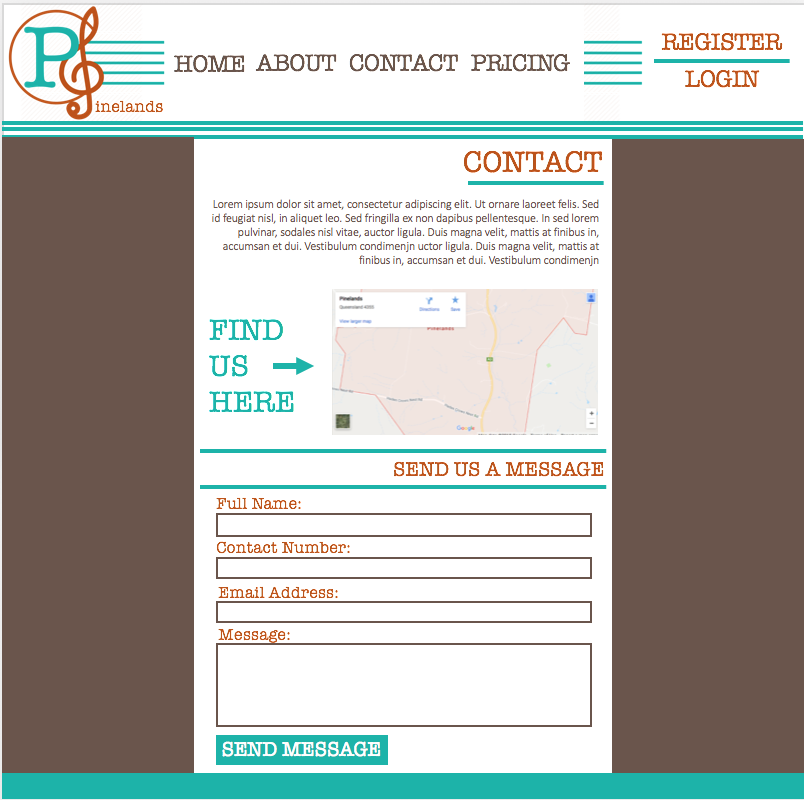 P
inelands
HOME ABOUT CONTACT PRICING
REGISTER
LOGIN
CONTACT
Lorem ipsum dolor sit amet, consectetur adipiscing elit. Ut ornare laoreet felis. Sed
id feugiat nisl, in aliquet leo. Sed fringilla ex non dapibus pellentesque. In sed lorem
pulvinar, sodales nisl vitae, auctor ligula. Duis magna velit, mattis at finibus in,
accumsan et dui. Vestibulum condimenjn uctor ligula. Duis magna velit, mattis at
finibus in, accumsan et dui. Vestibulum condimenjn
FIND
US
HERE
Pinelands
Queensland 4355
Directions
Save
View larger map
Pinelands
Google
SEND US A MESSAGE
Full Name:
Contact Number:
Email Address:
Message:
SEND MESSAGE